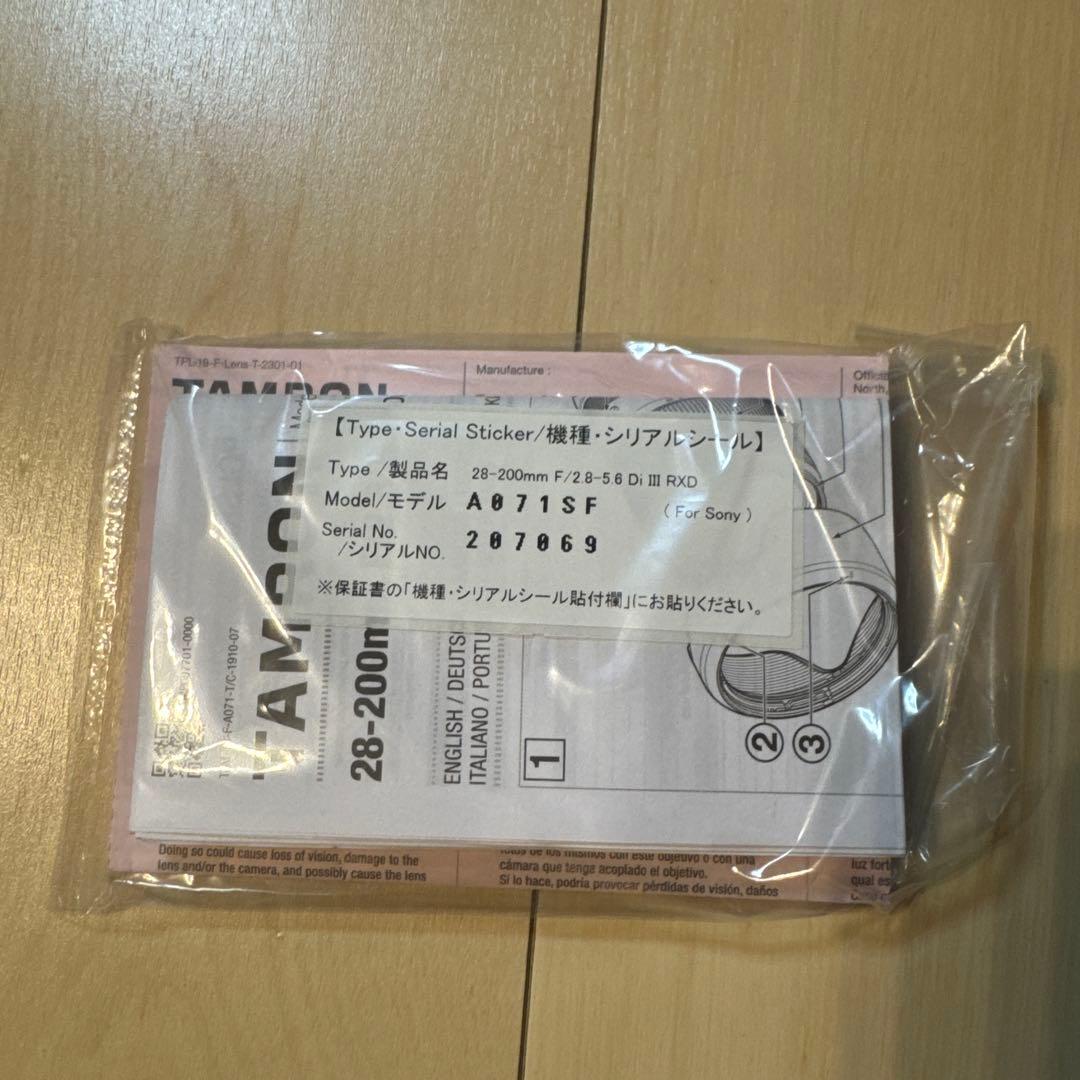 TPL-19-F-Lens-T-2301-01
TAMRON
Manufacture :
【Type・Serial Sticker/機種・シリアルシール】
Type /製品名 28-200mm F/2.8-5.6 Di III RXD
Model/モデル A071SF ( For Sony )
Serial No.
/シリアルNO. 207069
※保証書の「機種・シリアルシール貼付欄」にお貼りください。
TAMRON
28-200m
ENGLISH / DEUTS
ITALIANO / PORTU
1
2
3
Doing so could cause loss of vision, damage to the
lens and/or the camera, and possibly cause the lens
cámara que tenga acoplado el objetivo.
Si lo hace, podría provocar pérdidas de visión, daños
luz fort
qual es